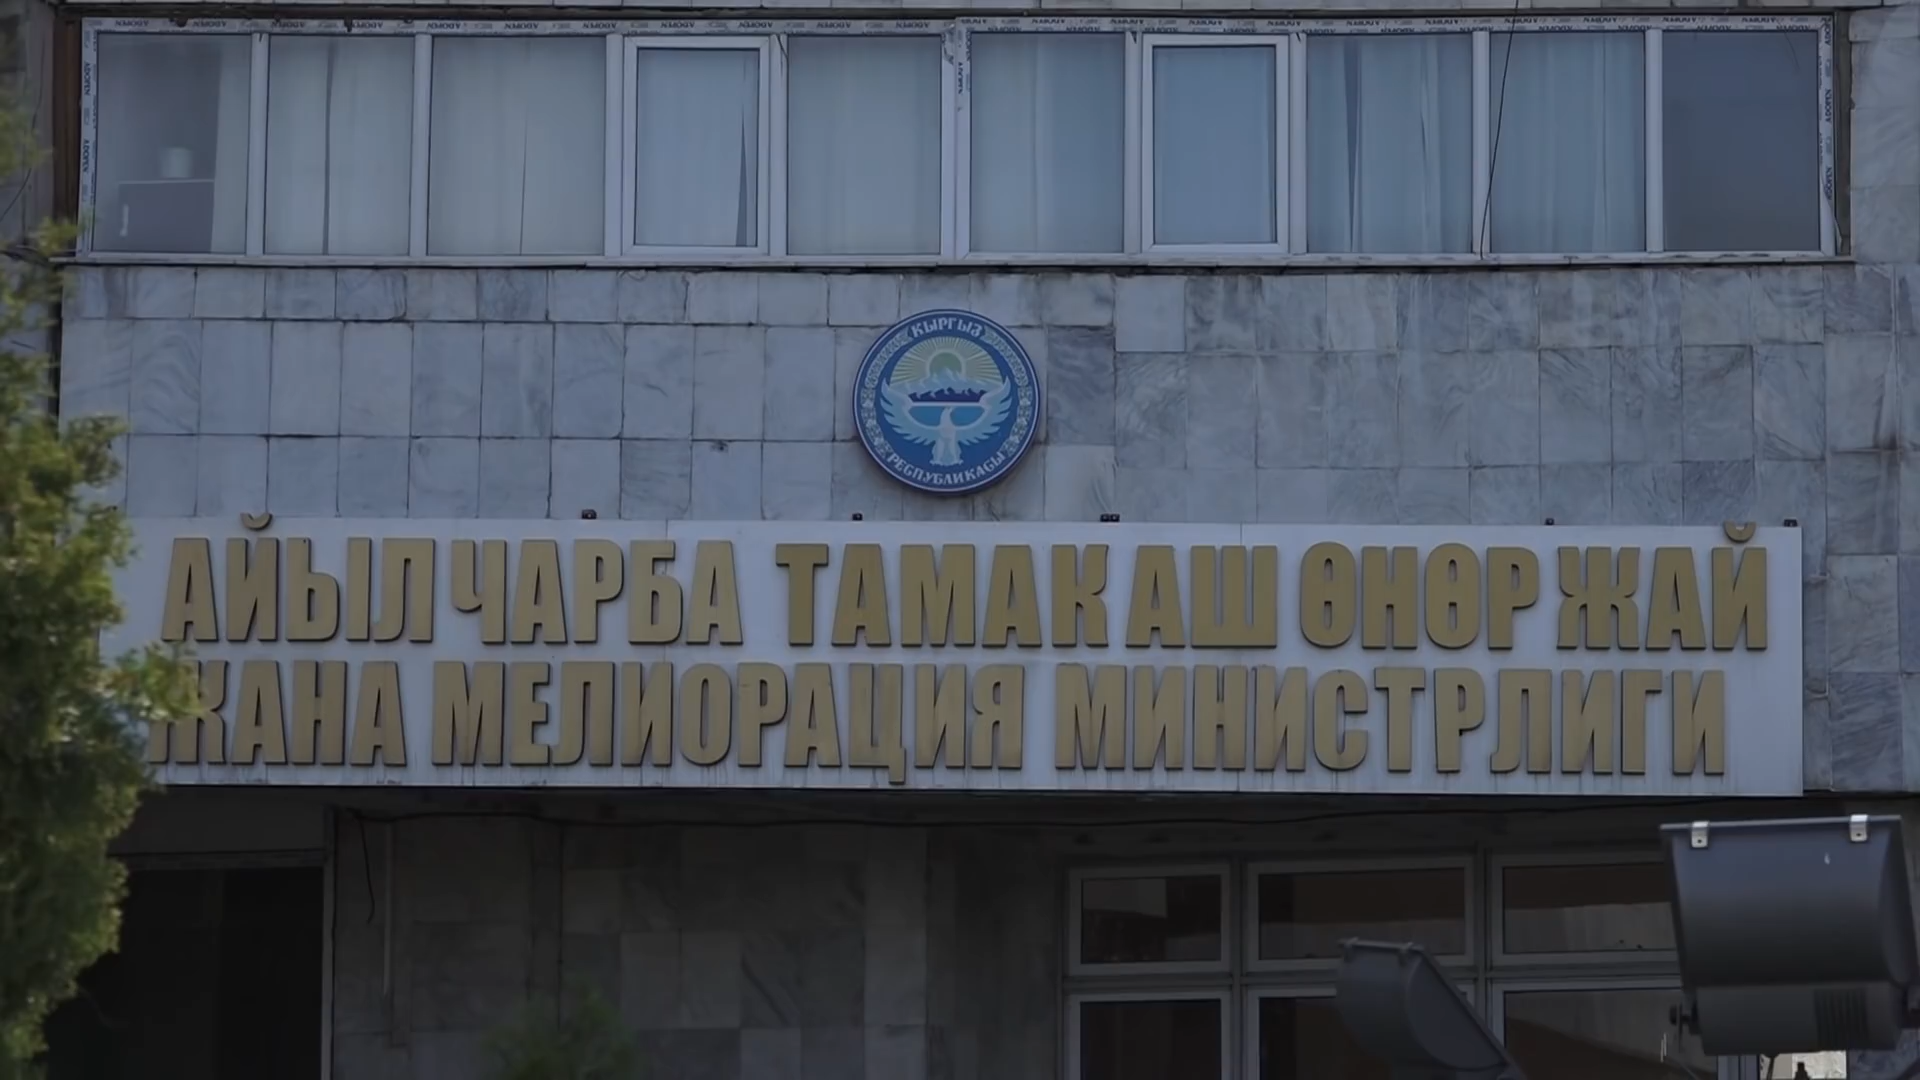 КЫРГЫЗ
РЕСПУБЛИКАСЫ
АЙЫЛ ЧАРБА ТАМАК АШ ӨНӨР ЖАЙ
ЖАНА МЕЛИОРАЦИЯ МИНИСТРЛИГИ